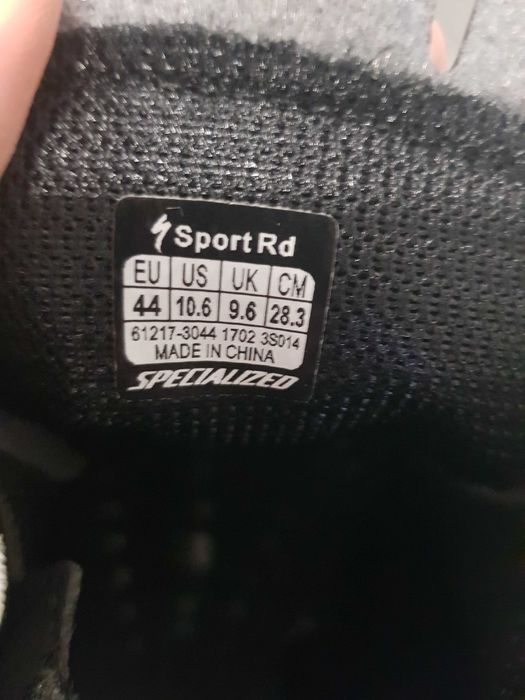 Sport Rd
EU US UK CM
44 10.6 9.6 28.3
61217-3044 1702 3S014
MADE IN CHINA
SPECIALIZED